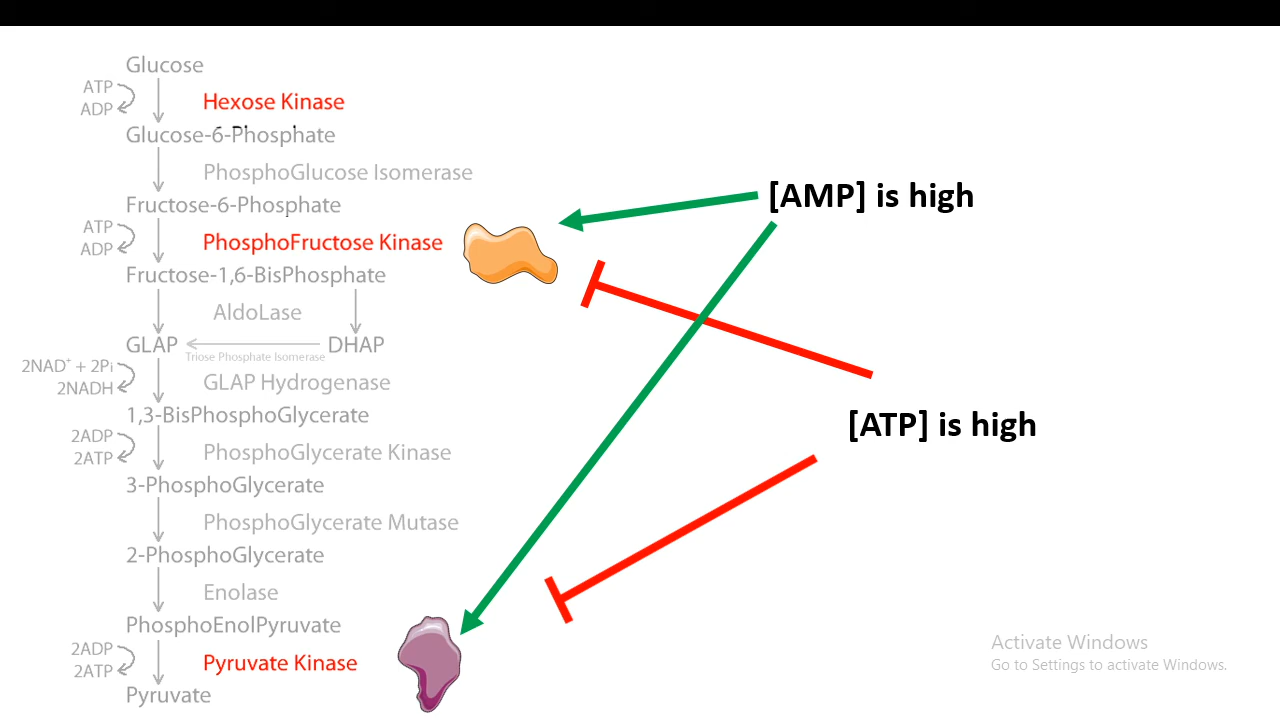 Glucose
ATP
ADP
Hexose Kinase
Glucose-6-Phosphate
PhosphoGlucose Isomerase
Fructose-6-Phosphate
ATP
ADP
PhosphoFructose Kinase
Fructose-1,6-BisPhosphate
AldoLase
GLAP
DHAP
Triose Phosphate Isomerase
2NAD⁺ + 2Pi
2NADH
GLAP Hydrogenase
1,3-BisPhosphoGlycerate
2ADP
2ATP
PhosphoGlycerate Kinase
3-PhosphoGlycerate
PhosphoGlycerate Mutase
2-PhosphoGlycerate
Enolase
PhosphoEnolPyruvate
2ADP
2ATP
Pyruvate Kinase
Pyruvate
[AMP] is high
[ATP] is high
Activate Windows
Go to Settings to activate Windows.